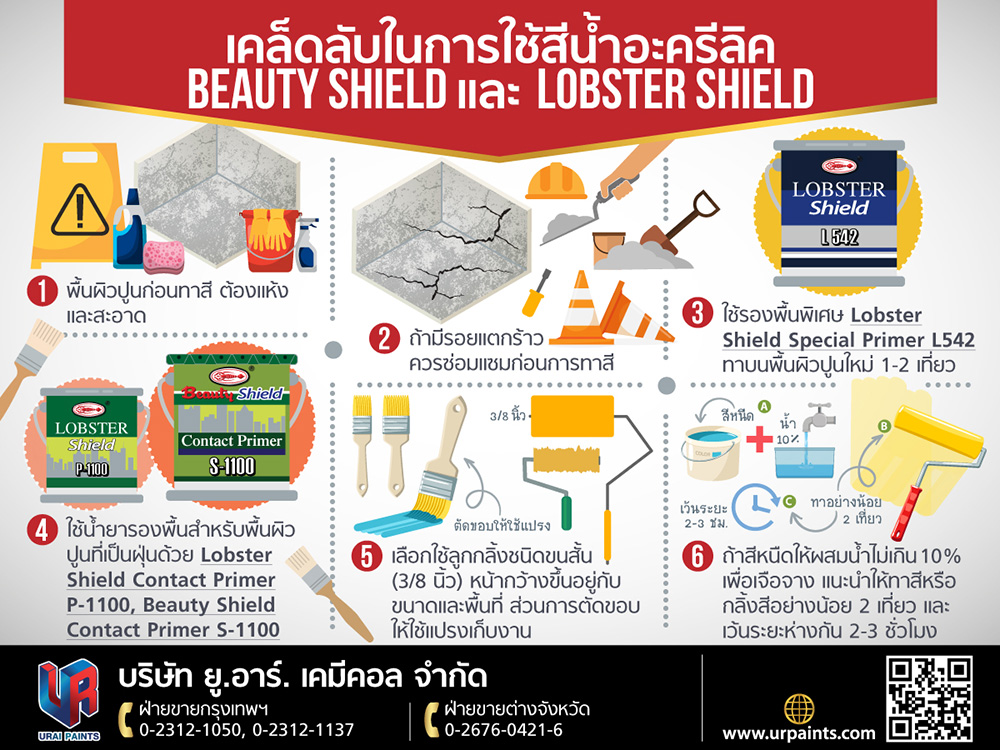 เคล็ดลับในการใช้สีน้ำอะครีลิค
BEAUTY SHIELD และ LOBSTER SHIELD
1 พื้นผิวปูนก่อนทาสี ต้องแห้ง
และสะอาด
2 ถ้ามีรอยแตกร้าว
ควรซ่อมแซมก่อนการทาสี
LOBSTER
Shield
L 542
3 ใช้รองพื้นพิเศษ Lobster
Shield Special Primer L542
ทาบนพื้นผิวปูนใหม่ 1-2 เที่ยว
LOBSTER
Shield
P-1100
Beauty Shield
Contact Primer
S-1100
4 ใช้น้ำยารองพื้นสำหรับพื้นผิว
ปูนที่เป็นฝุ่นด้วย Lobster
Shield Contact Primer
P-1100, Beauty Shield
Contact Primer S-1100
3/8 นิ้ว
ตัดขอบให้ใช้แปรง
5 เลือกใช้ลูกกลิ้งชนิดขนสั้น
(3/8 นิ้ว) หน้ากว้างขึ้นอยู่กับ
ขนาดและพื้นที่ ส่วนการตัดขอบ
ให้ใช้แปรงเก็บงาน
สีหนืด A
น้ำ
10%
COLOR
B
เว้นระยะ
2-3 ชม.
C
ทาอย่างน้อย
2 เที่ยว
6 ถ้าสีหนืดให้ผสมน้ำไม่เกิน 10%
เพื่อเจือจาง แนะนำให้ทาสีหรือ
กลิ้งสีอย่างน้อย 2 เที่ยว และ
เว้นระยะห่างกัน 2-3 ชั่วโมง
UR
URAI PAINTS
บริษัท ยู.อาร์. เคมีคอล จำกัด
ฝ่ายขายกรุงเทพฯ
0-2312-1050, 0-2312-1137
ฝ่ายขายต่างจังหวัด
0-2676-0421-6
www.urpaints.com